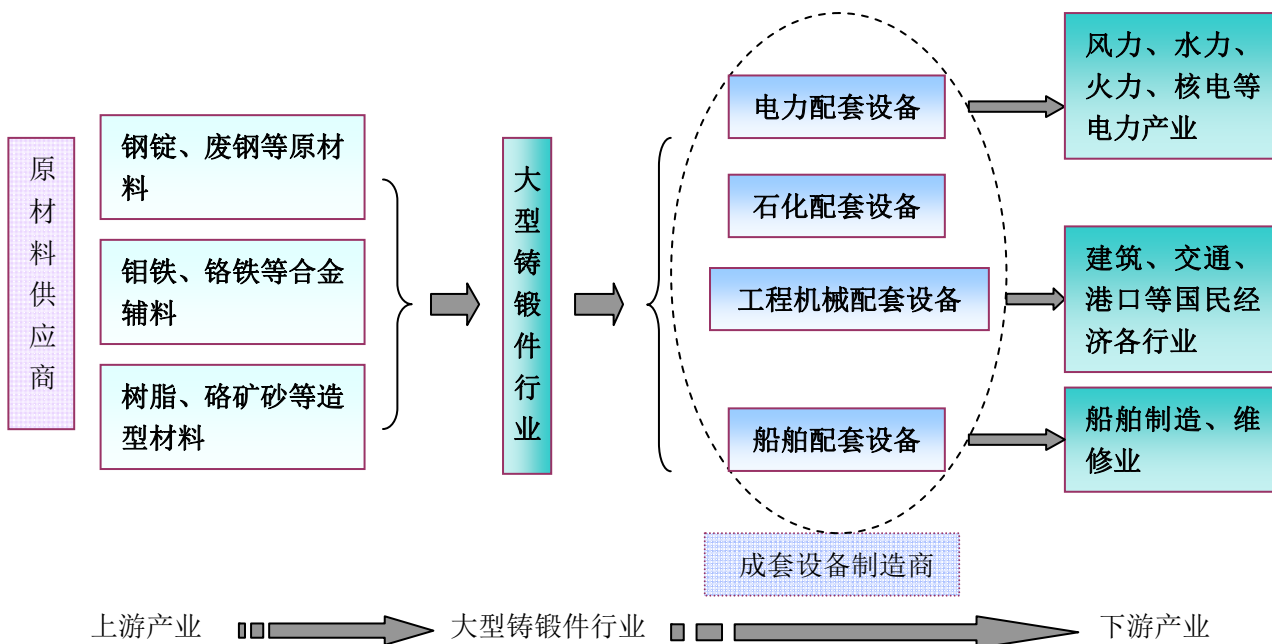 原材料供应商
钢锭、废钢等原材
料
钼铁、铬铁等合金
辅料
树脂、硌矿砂等造
型材料
大型铸锻件行业
电力配套设备
石化配套设备
工程机械配套设备
船舶配套设备
成套设备制造商
风力、水力、
火力、核电等
电力产业
建筑、交通、
港口等国民经
济各行业
船舶制造、维
修业
上游产业
大型铸锻件行业
下游产业